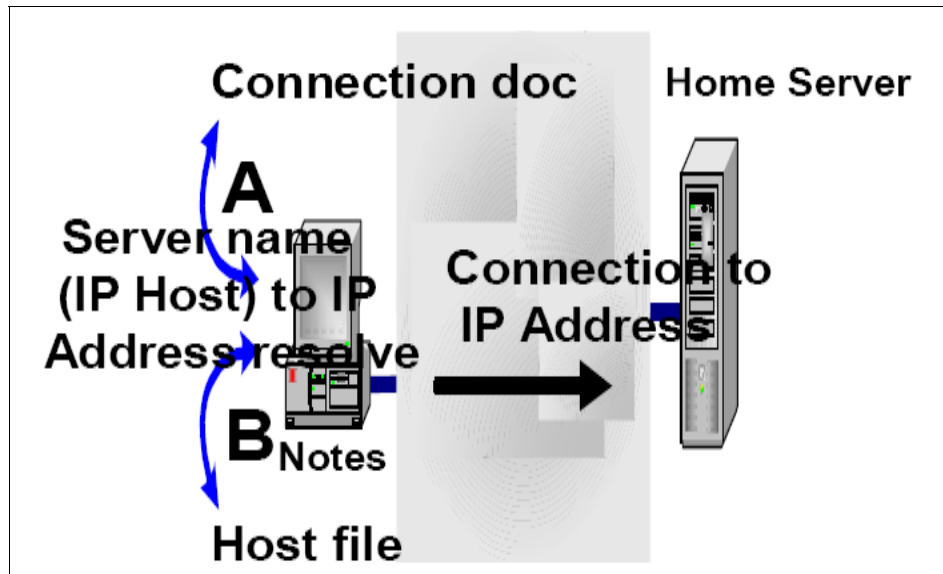 Connection doc
Home Server
A
Server name
(IP Host) to IP
Address resolve
Connection to
IP Address
B
Notes
Host file